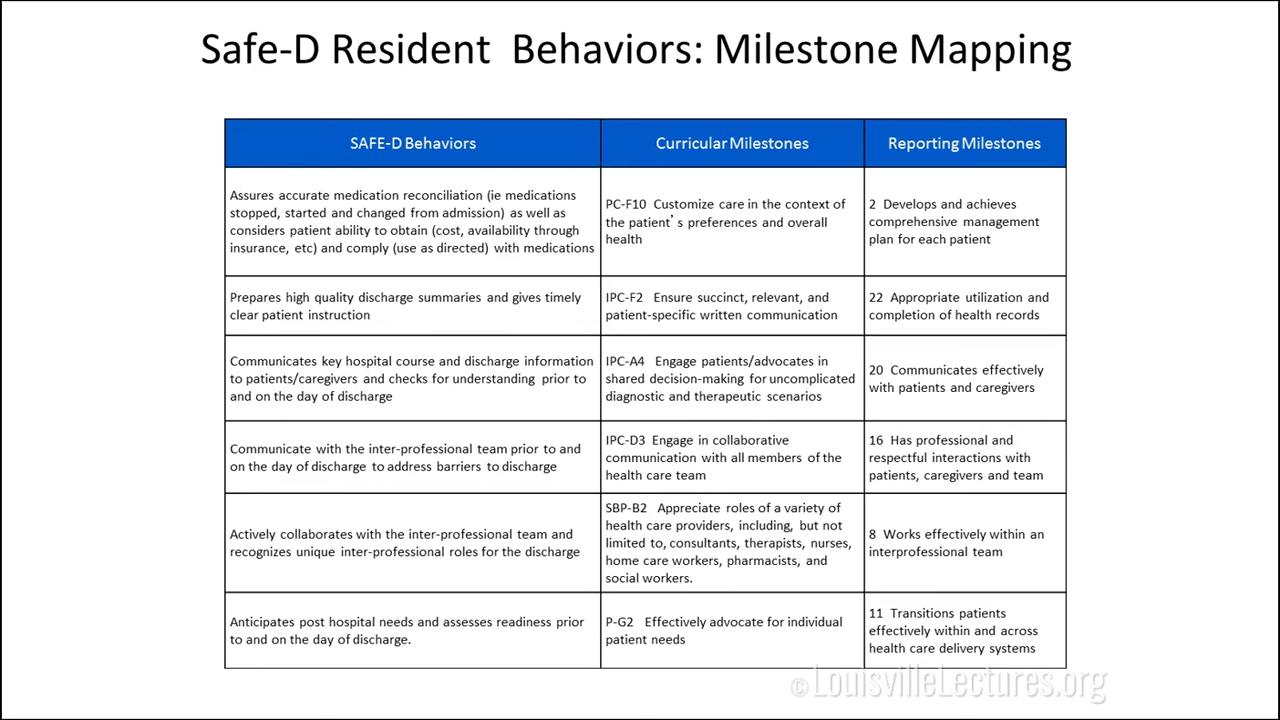 Safe-D Resident Behaviors: Milestone Mapping
SAFE-D Behaviors
Curricular Milestones
Reporting Milestones
Assures accurate medication reconciliation (ie medications
stopped, started and changed from admission) as well as
considers patient ability to obtain (cost, availability through
insurance, etc) and comply (use as directed) with medications
PC-F10 Customize care in the context of
the patient's preferences and overall
health
2 Develops and achieves
comprehensive management
plan for each patient
Prepares high quality discharge summaries and gives timely
clear patient instruction
IPC-F2 Ensure succinct, relevant, and
patient-specific written communication
22 Appropriate utilization and
completion of health records
Communicates key hospital course and discharge information
to patients/caregivers and checks for understanding prior to
and on the day of discharge
IPC-A4 Engage patients/advocates in
shared decision-making for uncomplicated
diagnostic and therapeutic scenarios
20 Communicates effectively
with patients and caregivers
Communicate with the inter-professional team prior to and
on the day of discharge to address barriers to discharge
IPC-D3 Engage in collaborative
communication with all members of the
health care team
16 Has professional and
respectful interactions with
patients, caregivers and team
Actively collaborates with the inter-professional team and
recognizes unique inter-professional roles for the discharge
SBP-B2 Appreciate roles of a variety of
health care providers, including, but not
limited to, consultants, therapists, nurses,
home care workers, pharmacists, and
social workers.
8 Works effectively within an
interprofessional team
Anticipates post hospital needs and assesses readiness prior
to and on the day of discharge.
P-G2 Effectively advocate for individual
patient needs
11 Transitions patients
effectively within and across
health care delivery systems
©LouisvilleLectures.org